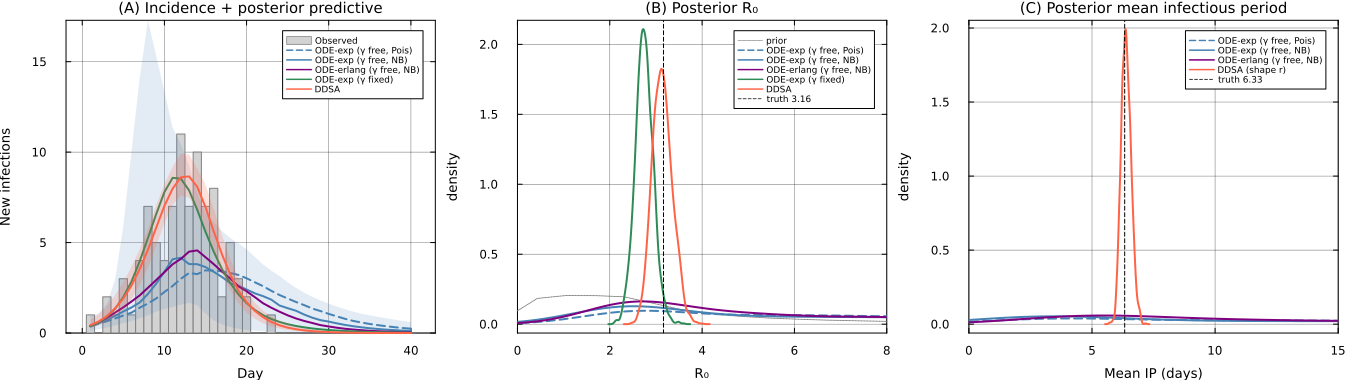 (A) Incidence + posterior predictive
New infections
15
10
5
0
Observed
ODE-exp (γ free, Pois)
ODE-exp (γ free, NB)
ODE-erlang (γ free, NB)
ODE-exp (γ fixed)
DDSA
0 10 20 30 40
Day
(B) Posterior R₀
density
2.0
1.5
1.0
0.5
0.0
prior
ODE-exp (γ free, Pois)
ODE-exp (γ free, NB)
ODE-erlang (γ free, NB)
ODE-exp (γ fixed)
DDSA
truth 3.16
0 2 4 6 8
R₀
(C) Posterior mean infectious period
density
2.0
1.5
1.0
0.5
0.0
ODE-exp (γ free, Pois)
ODE-exp (γ free, NB)
ODE-erlang (γ free, NB)
DDSA (shape r)
truth 6.33
0 5 10 15
Mean IP (days)